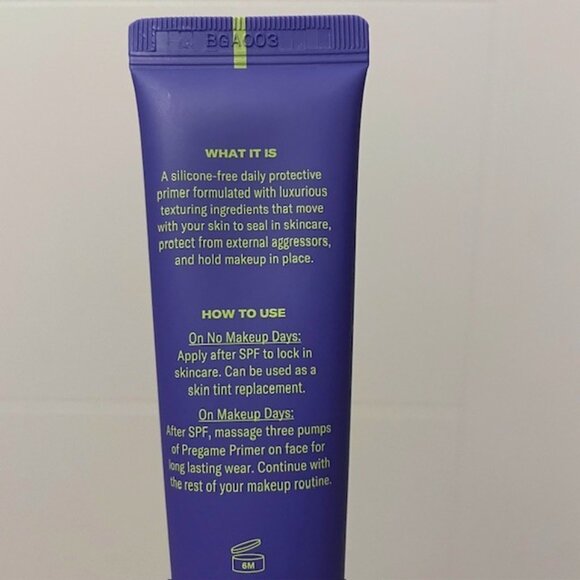 BGA003
WHAT IT IS
A silicone-free daily protective
primer formulated with luxurious
texturing ingredients that move
with your skin to seal in skincare,
protect from external aggressors,
and hold makeup in place.
HOW TO USE
On No Makeup Days:
Apply after SPF to lock in
skincare. Can be used as a
skin tint replacement.
On Makeup Days:
After SPF, massage three pumps
of Pregame Primer on face for
long lasting wear. Continue with
the rest of your makeup routine.
6M